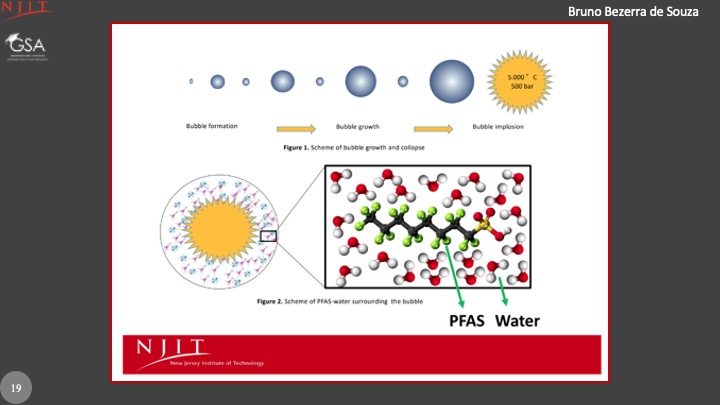 NJIT
Bruno Bezerra de Souza
GSA
5.000 ° C
500 bar
Bubble formation
Bubble growth
Bubble implosion
Figure 1. Scheme of bubble growth and collapse
Figure 2. Scheme of PFAS-water surrounding the bubble
PFAS Water
NJIT
New Jersey Institute of Technology
19